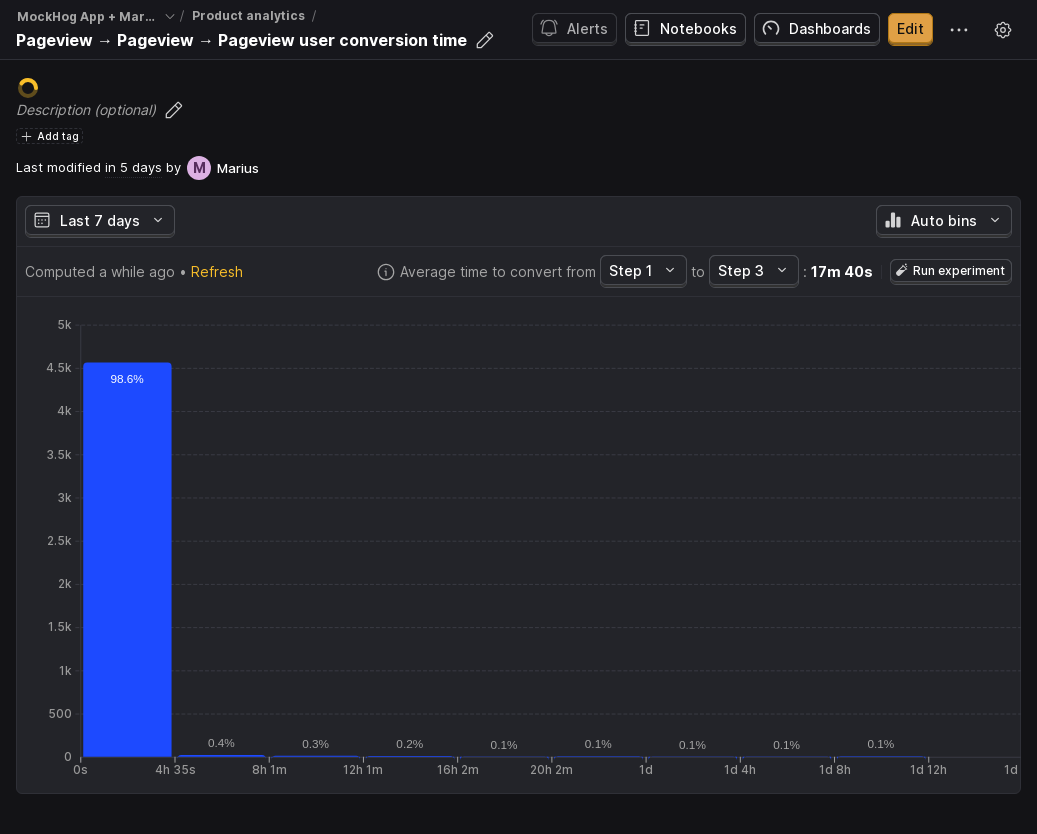 MockHog App + Mar... / Product analytics /
Pageview → Pageview → Pageview user conversion time
Alerts
Notebooks
Dashboards
Edit
Description (optional)
Add tag
Last modified in 5 days by M Marius
Last 7 days
Auto bins
Computed a while ago • Refresh
Average time to convert from Step 1 to Step 3 : 17m 40s
Run experiment
5k
4.5k
4k
3.5k
3k
2.5k
2k
1.5k
1k
500
0
98.6%
0.4%
0.3%
0.2%
0.1%
0.1%
0.1%
0.1%
0.1%
0s
4h 35s
8h 1m
12h 1m
16h 2m
20h 2m
1d
1d 4h
1d 8h
1d 12h
1d